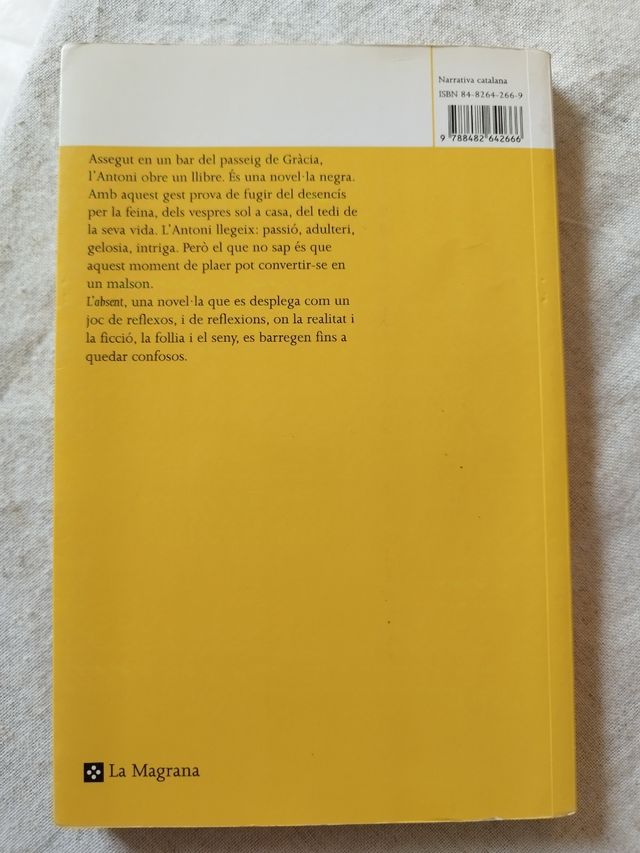 Narrativa catalana
ISBN 84-8264-266-9
9 788482 642666
Assegut en un bar del passeig de Gràcia,
l'Antoni obre un llibre. És una novel·la negra.
Amb aquest gest prova de fugir del desencís
per la feina, dels vespres sol a casa, del tedi de
la seva vida. L'Antoni llegeix: passió, adulteri,
gelosia, intriga. Però el que no sap és que
aquest moment de plaer pot convertir-se en
un malson.
L'absent, una novel·la que es desplega com un
joc de reflexos, i de reflexions, on la realitat i
la ficció, la follia i el seny, es barregen fins a
quedar confosos.
La Magrana